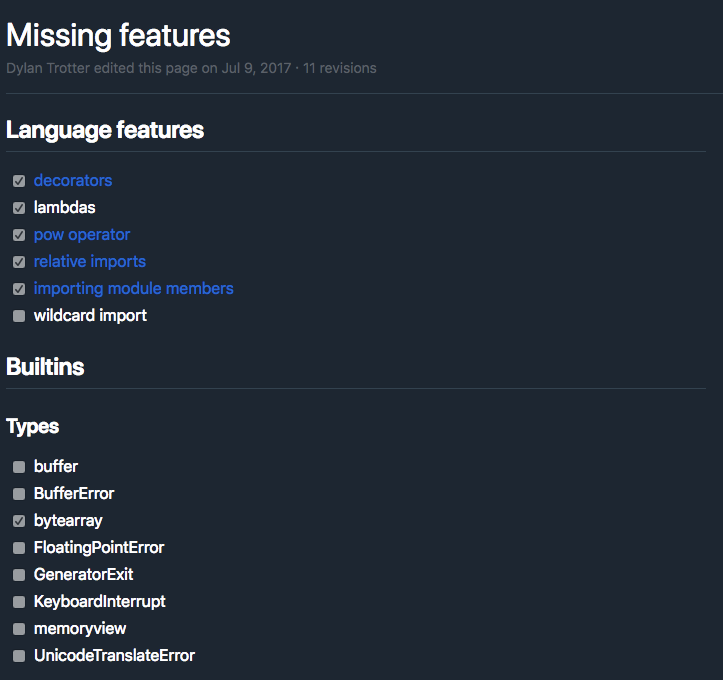 Missing features
Dylan Trotter edited this page on Jul 9, 2017 · 11 revisions
Language features
decorators
lambdas
pow operator
relative imports
importing module members
wildcard import
Builtins
Types
buffer
BufferError
bytearray
FloatingPointError
GeneratorExit
KeyboardInterrupt
memoryview
UnicodeTranslateError